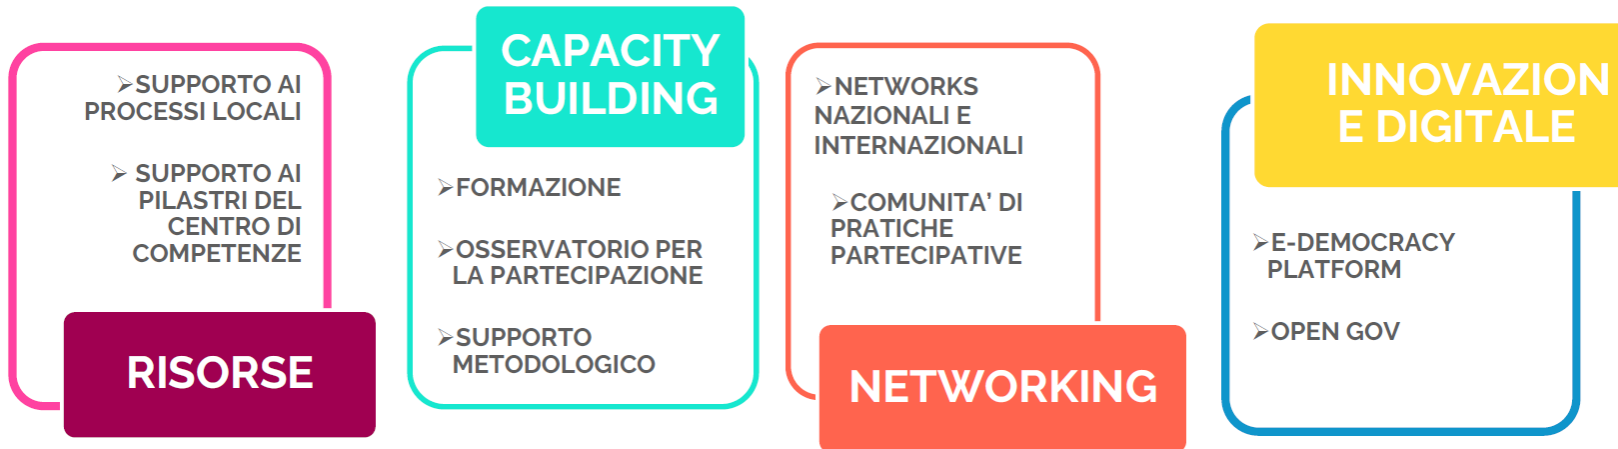 ➢SUPPORTO AI
PROCESSI LOCALI
➢ SUPPORTO AI
PILASTRI DEL
CENTRO DI
COMPETENZE
RISORSE
CAPACITY
BUILDING
➢FORMAZIONE
➢OSSERVATORIO PER
LA PARTECIPAZIONE
➢SUPPORTO
METODOLOGICO
➢NETWORKS
NAZIONALI E
INTERNAZIONALI
➢COMUNITA’ DI
PRATICHE
PARTECIPATIVE
NETWORKING
INNOVAZION
E DIGITALE
➢E-DEMOCRACY
PLATFORM
➢OPEN GOV